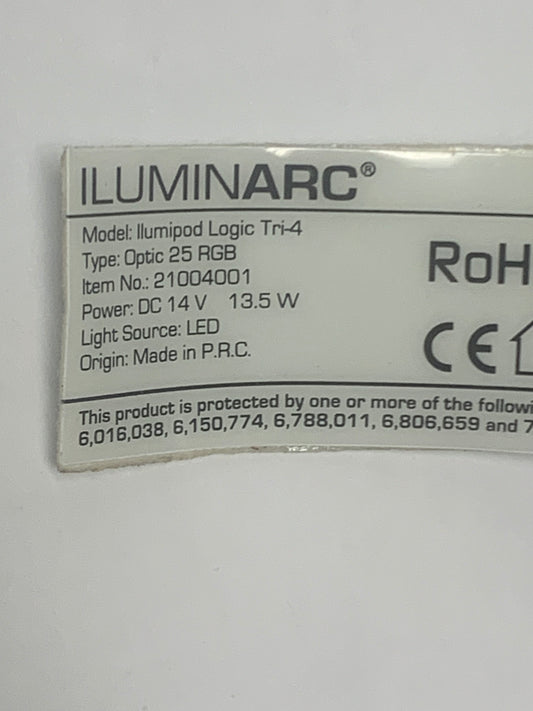 ILUMINARC®
Model: Ilumipod Logic Tri-4
Type: Optic 25 RGB
Item No.: 21004001
Power: DC 14 V 13.5 W
Light Source: LED
Origin: Made in P.R.C.
RoH
CE
This product is protected by one or more of the
6,016,038, 6,150,774, 6,788,011, 6,806,659 and